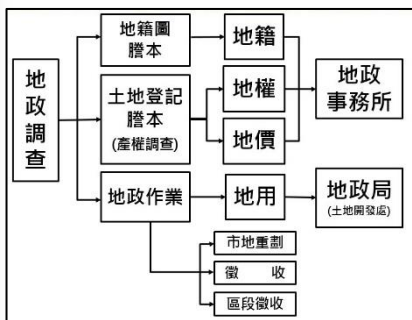 地政調查
地籍圖
謄本
土地登記
謄本
(產權調查)
地政作業
地籍
地權
地價
地用
地政
事務所
地政局
(土地開發處)
市地重劃
徵　　收
區段徵收